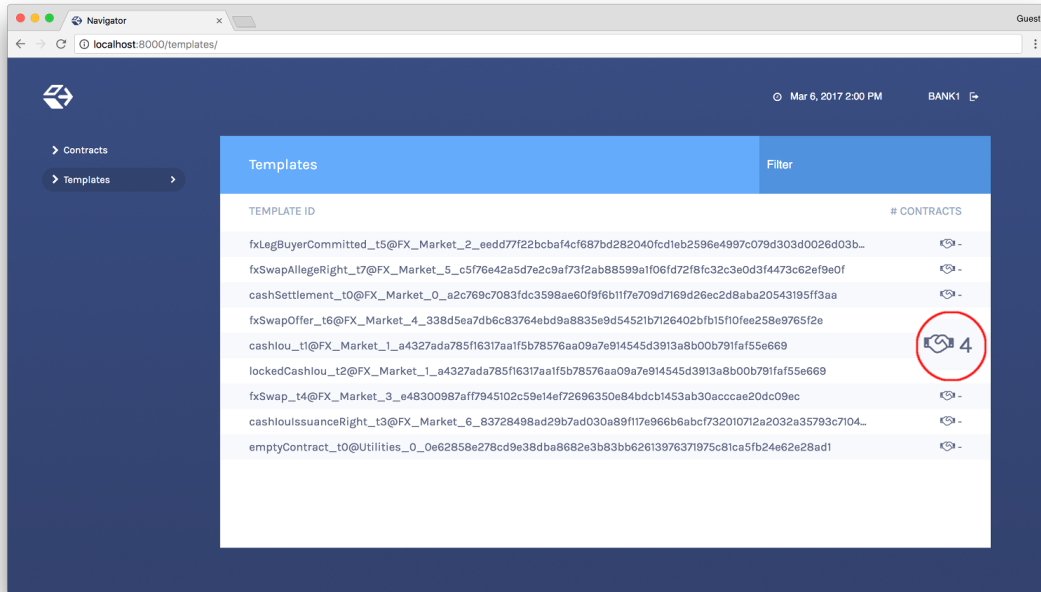 Navigator
Guest
localhost:8000/templates/
Mar 6, 2017 2:00 PM
BANK1
Contracts
Templates
Templates
Filter
TEMPLATE ID
# CONTRACTS
fxLegBuyerCommitted_t5@FX_Market_2_eedd77f22bcbaf4cf687bd282040fcd1eb2596e4997c079d303d0026d03b... -
fxSwapAllegeRight_t7@FX_Market_5_c5f76e42a5d7e2c9af73f2ab88599a1f06fd72f8fc32c3e0d3f4473c62ef9e0f -
cashSettlement_t0@FX_Market_0_a2c769c7083fdc3598ae60f9f6b11f7e709d7169d26ec2d8aba20543195ff3aa -
fxSwapOffer_t6@FX_Market_4_338d5ea7db6c83764ebd9a8835e9d54521b7126402bfb15f10fee258e9765f2e
cashIou_t1@FX_Market_1_a4327ada785f16317aa1f5b78576aa09a7e914545d3913a8b00b791faf55e669 4
lockedCashIou_t2@FX_Market_1_a4327ada785f16317aa1f5b78576aa09a7e914545d3913a8b00b791faf55e669
fxSwap_t4@FX_Market_3_e48300987aff7945102c59e14ef72696350e84bdcb1453ab30acccae20dc09ec -
cashIouIssuanceRight_t3@FX_Market_6_83728498ad29b7ad030a89f117e966b6abcf732010712a2032a35793c7104... -
emptyContract_t0@Utilities_0_0e62858e278cd9e38dba8682e3b83bb62613976371975c81ca5fb24e62e28ad1 -